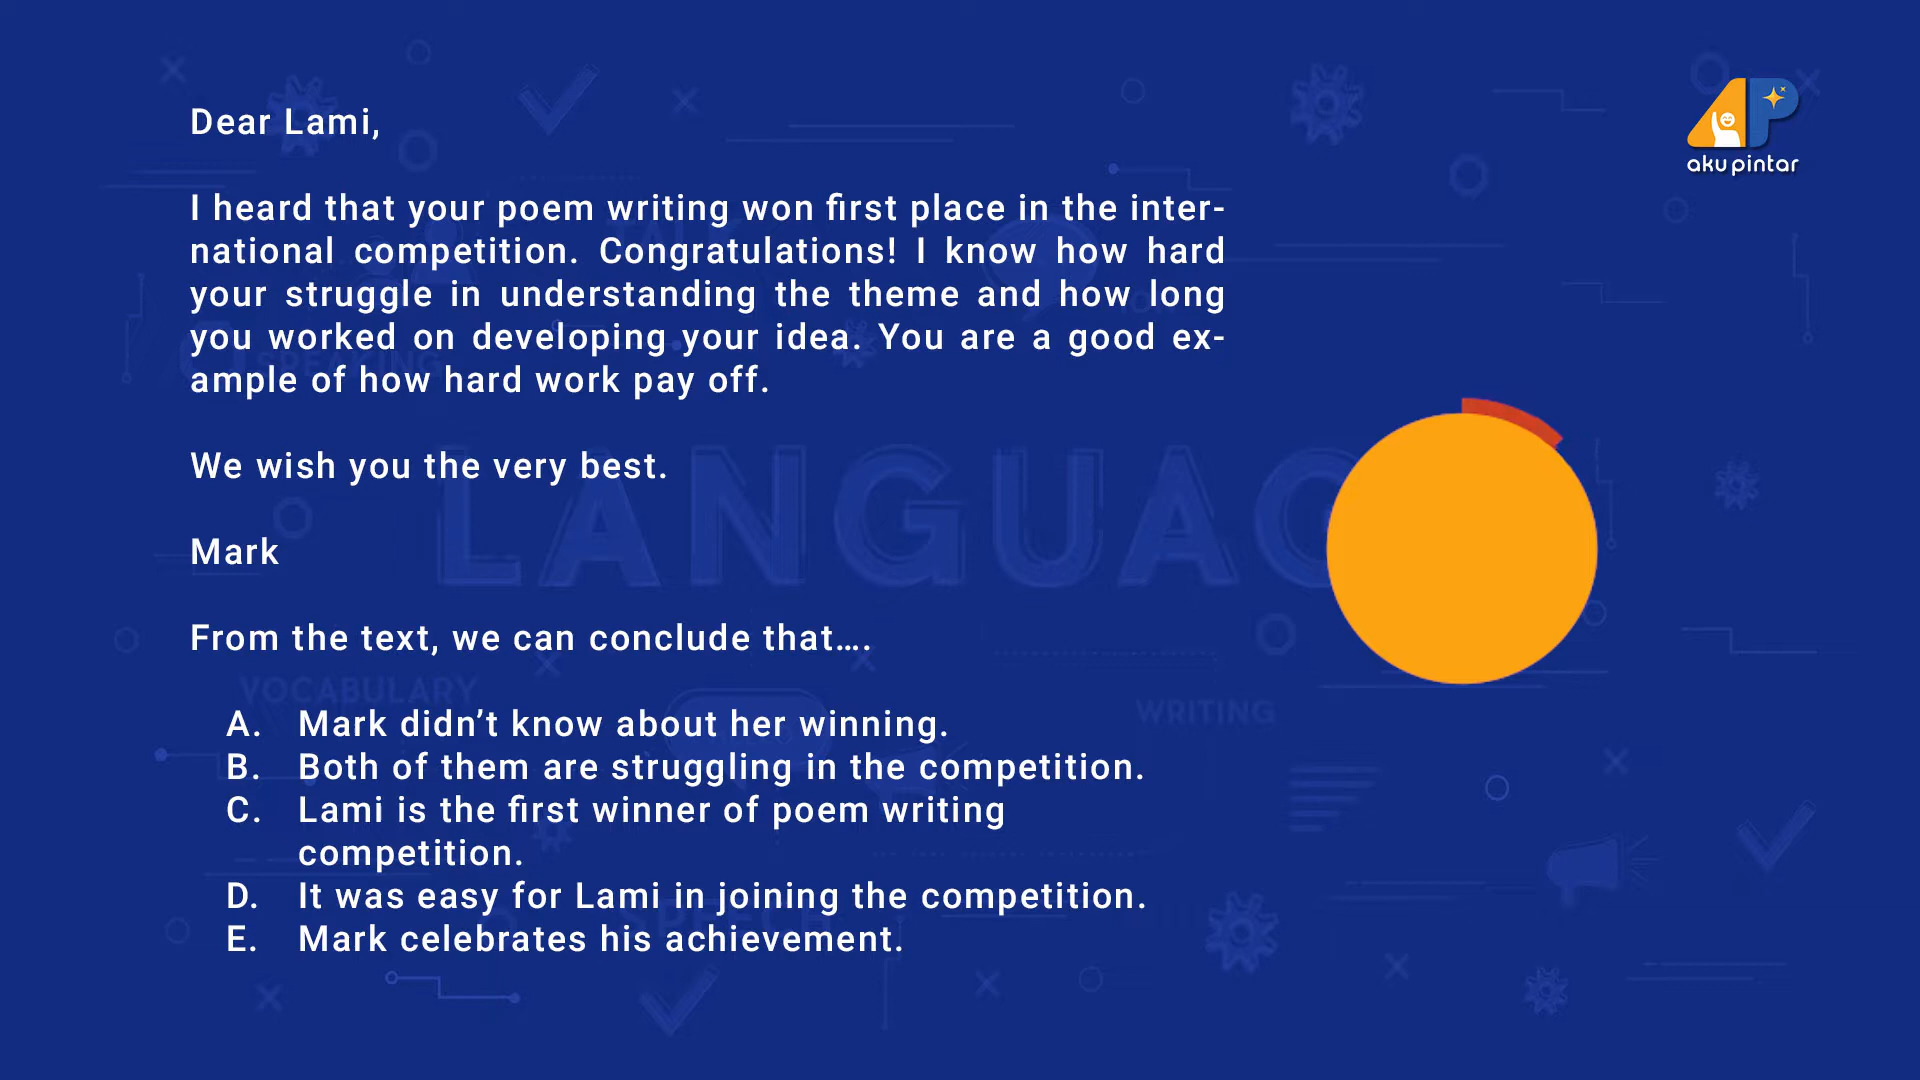 aku pintar
Dear Lami,
I heard that your poem writing won first place in the inter-
national competition. Congratulations! I know how hard
your struggle in understanding the theme and how long
you worked on developing your idea. You are a good ex-
ample of how hard work pay off.
We wish you the very best.
Mark
From the text, we can conclude that....
A. Mark didn’t know about her winning.
B. Both of them are struggling in the competition.
C. Lami is the first winner of poem writing
competition.
D. It was easy for Lami in joining the competition.
E. Mark celebrates his achievement.
SPEAKING
LANGUAG
VOCABULARY
WRITING
SPEECH